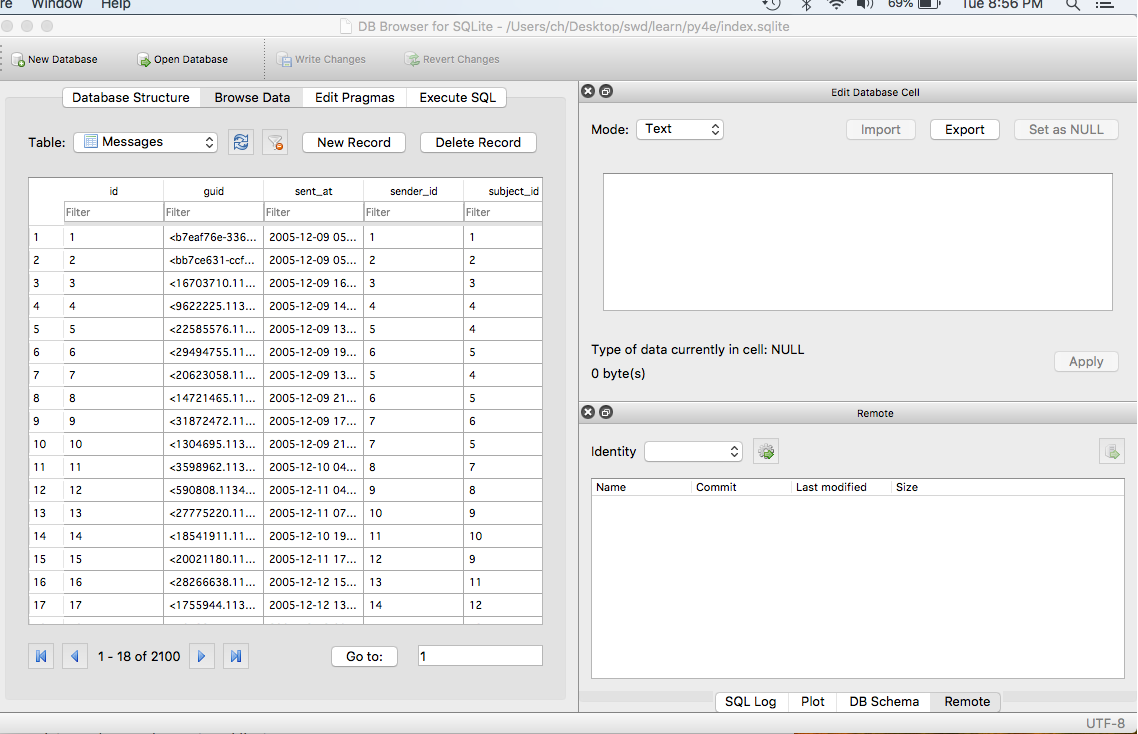 re Window Help 69% Tue 8:56 PM
DB Browser for SQLite - /Users/ch/Desktop/swd/learn/py4e/index.sqlite
New Database Open Database Write Changes Revert Changes
Database Structure Browse Data Edit Pragmas Execute SQL
Table: Messages New Record Delete Record
id guid sent_at sender_id subject_id
Filter Filter Filter Filter Filter
1 1 <b7eaf76e-336... 2005-12-09 05... 1 1
2 2 <bb7ce631-ccf... 2005-12-09 05... 2 2
3 3 <16703710.11... 2005-12-09 16... 3 3
4 4 <9622225.113... 2005-12-09 14... 4 4
5 5 <22585576.11... 2005-12-09 13... 5 4
6 6 <29494755.11... 2005-12-09 19... 6 5
7 7 <20623058.11... 2005-12-09 13... 5 4
8 8 <14721465.11... 2005-12-09 21... 6 5
9 9 <31872472.11... 2005-12-09 17... 7 6
10 10 <1304695.113... 2005-12-09 21... 7 5
11 11 <3598962.113... 2005-12-10 04... 8 7
12 12 <590808.1134... 2005-12-11 04... 9 8
13 13 <27775220.11... 2005-12-11 07... 10 9
14 14 <18541911.11... 2005-12-10 19... 11 10
15 15 <20021180.11... 2005-12-11 17... 12 9
16 16 <28266638.11... 2005-12-12 15... 13 11
17 17 <1755944.113... 2005-12-12 13... 14 12
1 - 18 of 2100 Go to: 1
Edit Database Cell
Mode: Text Import Export Set as NULL
Type of data currently in cell: NULL
0 byte(s)
Apply
Remote
Identity
Name Commit Last modified Size
SQL Log Plot DB Schema Remote
UTF-8